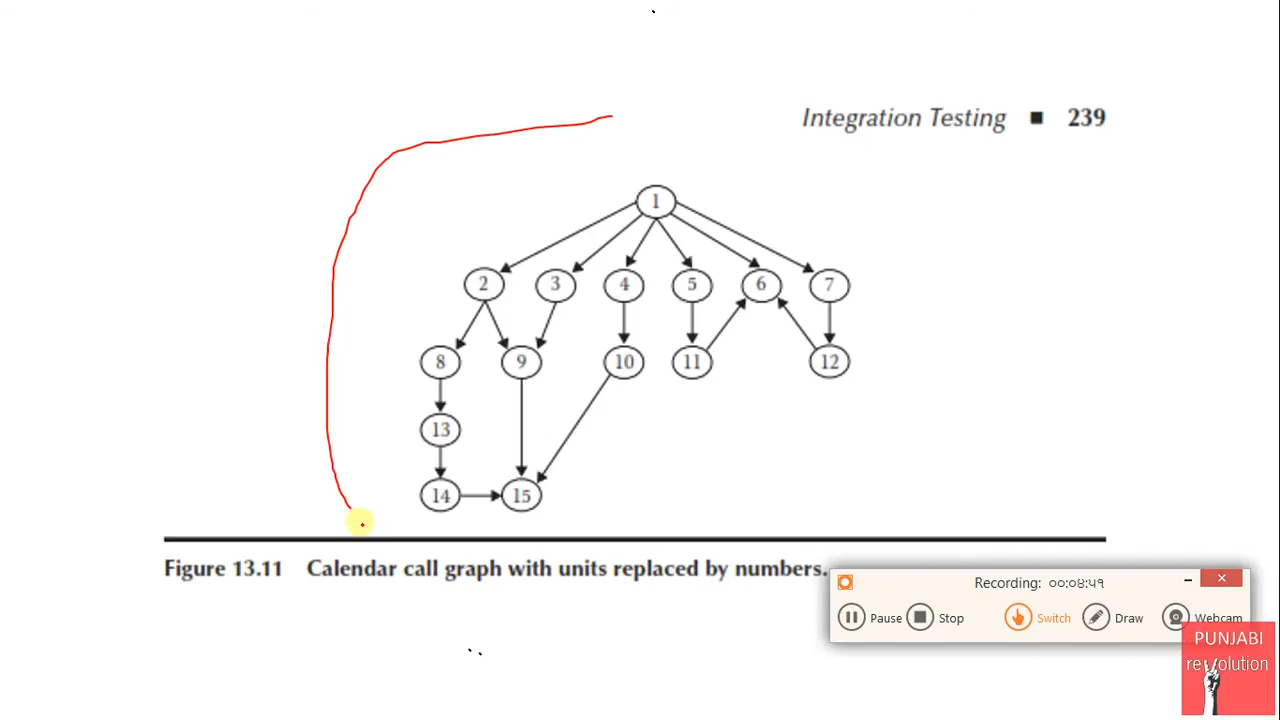 Integration Testing ■ 239
1
2 3 4 5 6 7
8 9 10 11 12
13
14 15
Figure 13.11 Calendar call graph with units replaced by numbers.
Recording: 00:08:49
Pause Stop Switch Draw Webcam
PUNJABI
revolution